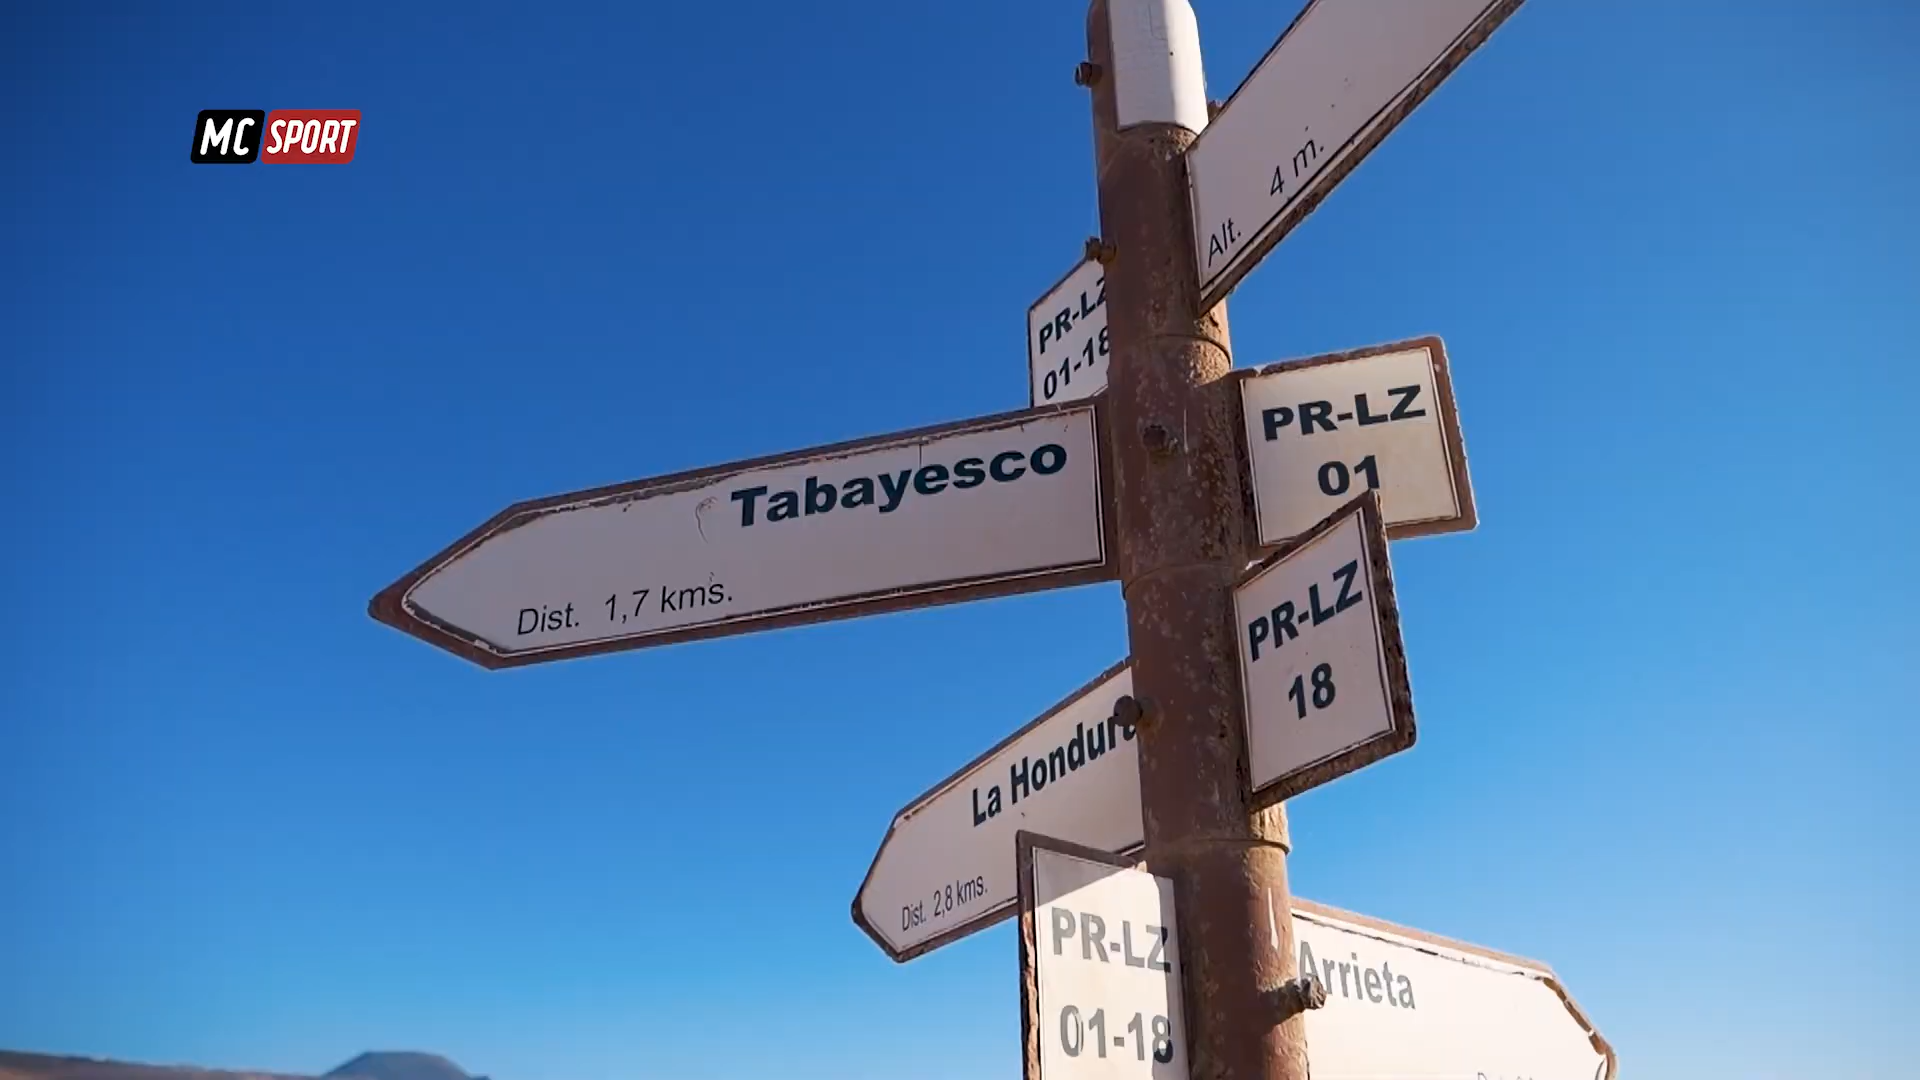 MC SPORT
Alt. 4 m.
PR-LZ
01-18
PR-LZ
01
Tabayesco
Dist. 1,7 kms.
PR-LZ
18
La Hondura
Dist. 2,8 kms.
PR-LZ
01-18
Arrieta